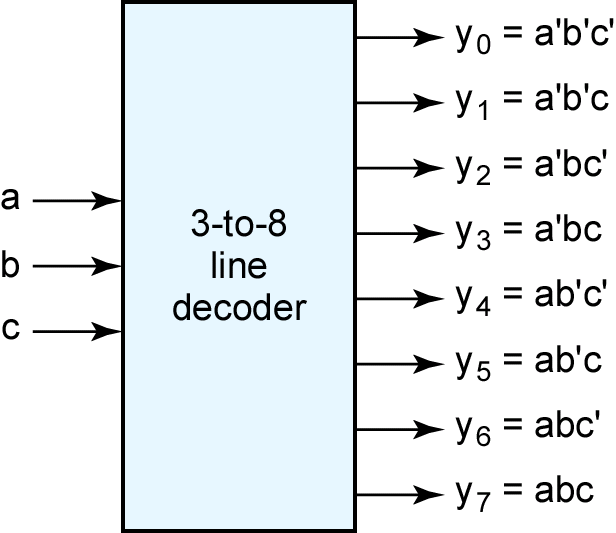 a
b
c
3-to-8
line
decoder
y₀ = a'b'c'
y₁ = a'b'c
y₂ = a'bc'
y₃ = a'bc
y₄ = ab'c'
y₅ = ab'c
y₆ = abc'
y₇ = abc